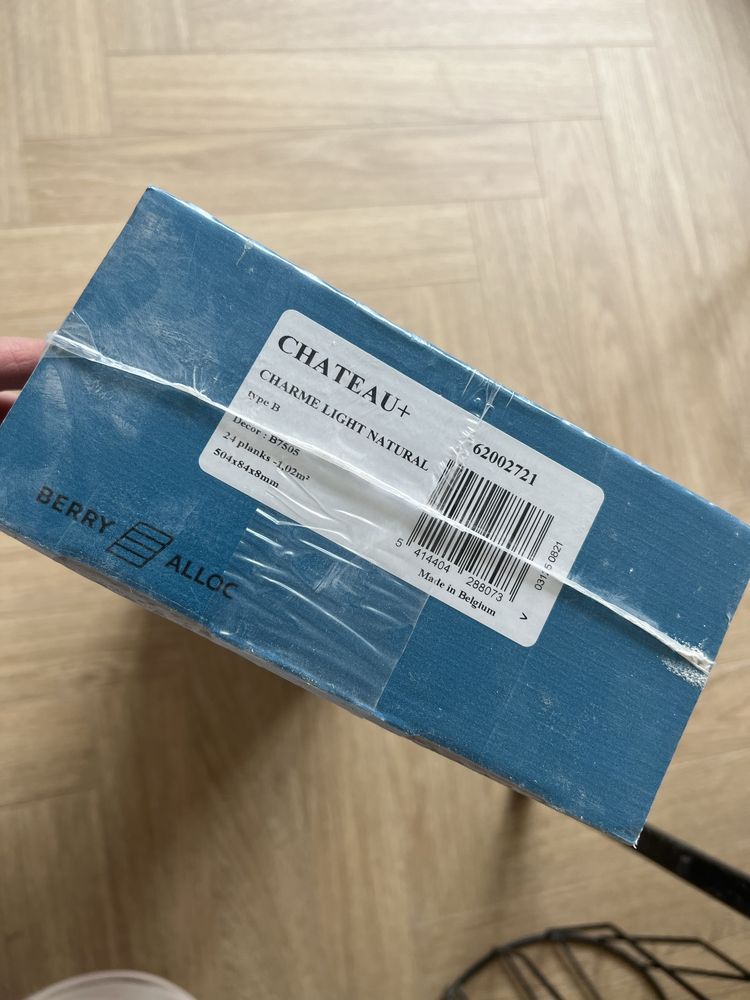 CHATEAU+
CHARME LIGHT NATURAL
type B
62002721
Decor : B7505
24 planks -1,02m²
504x84x8mm
5 414404 288073
0821
Made in Belgium
>
BERRY ALLOC